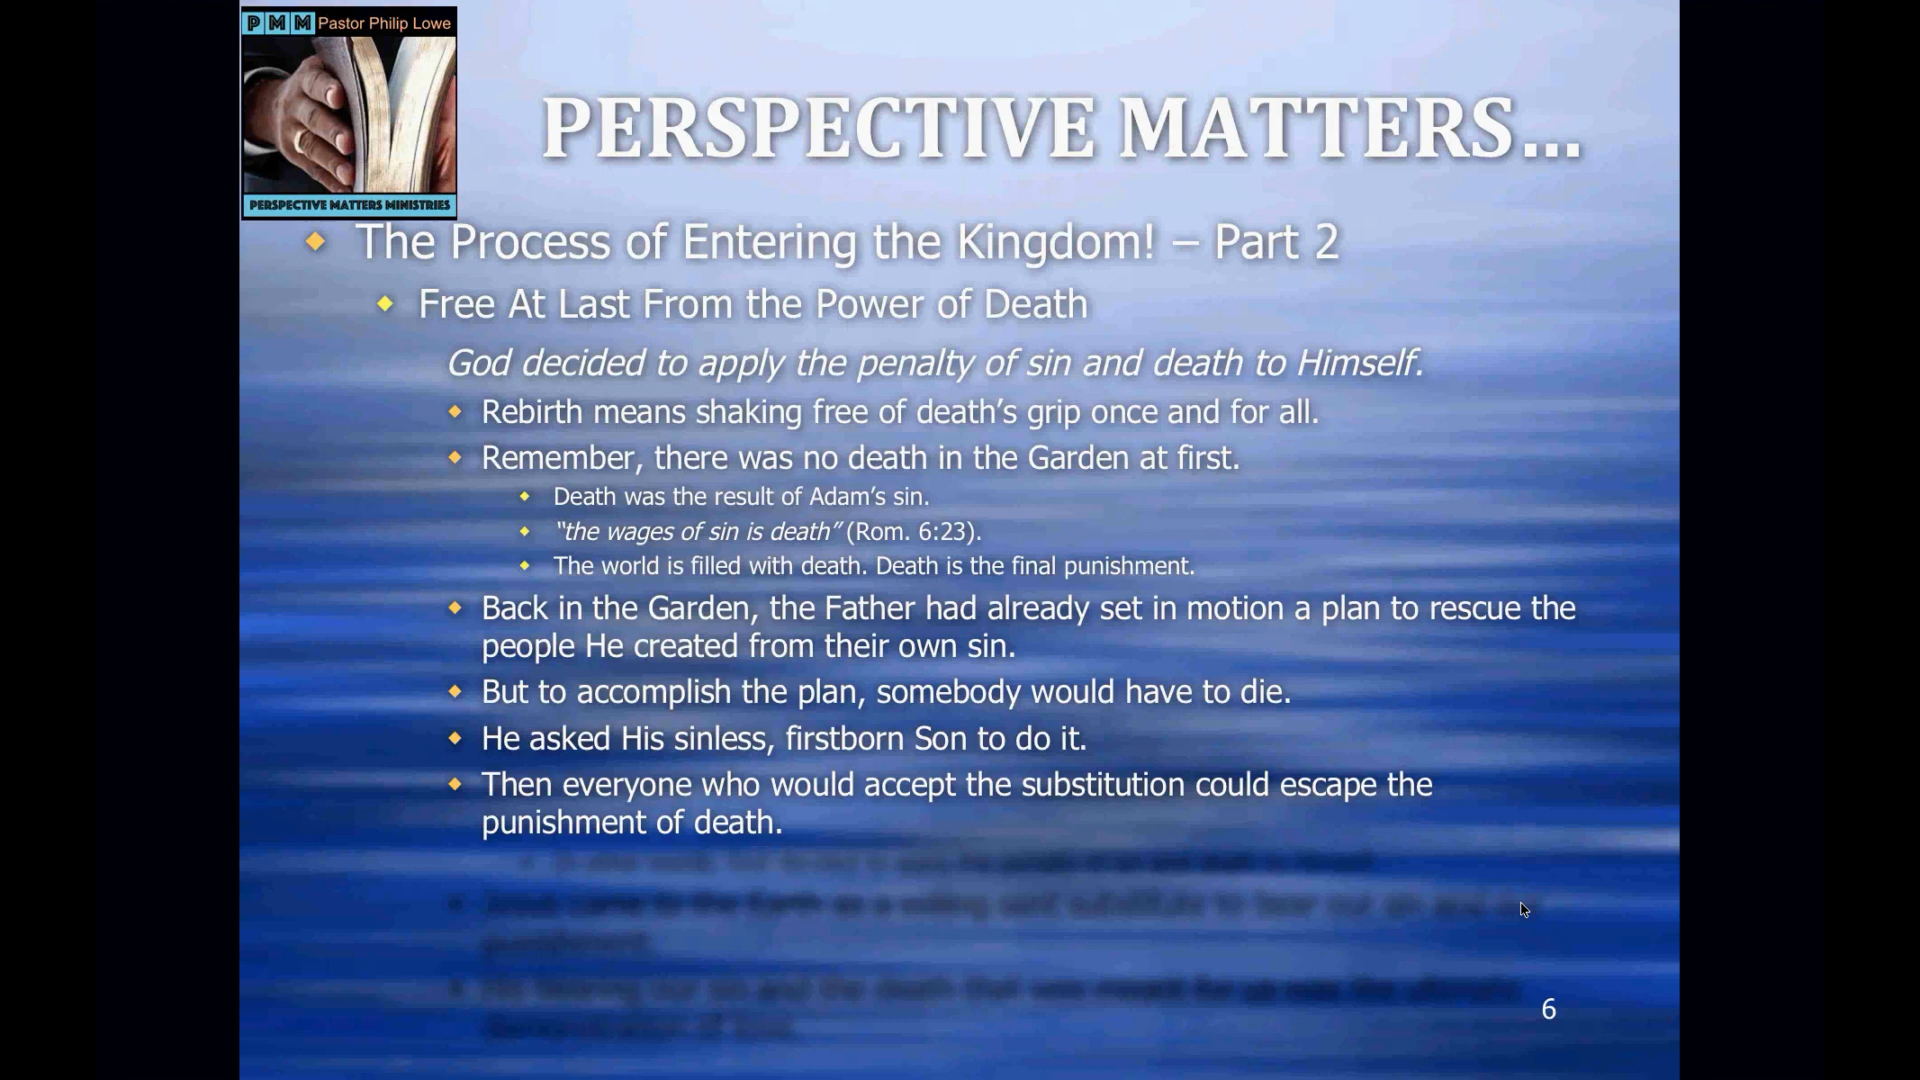 PMM Pastor Philip Lowe
PERSPECTIVE MATTERS MINISTRIES
PERSPECTIVE MATTERS...
The Process of Entering the Kingdom! – Part 2
Free At Last From the Power of Death
God decided to apply the penalty of sin and death to Himself.
Rebirth means shaking free of death’s grip once and for all.
Remember, there was no death in the Garden at first.
Death was the result of Adam’s sin.
“the wages of sin is death” (Rom. 6:23).
The world is filled with death. Death is the final punishment.
Back in the Garden, the Father had already set in motion a plan to rescue the
people He created from their own sin.
But to accomplish the plan, somebody would have to die.
He asked His sinless, firstborn Son to do it.
Then everyone who would accept the substitution could escape the
punishment of death.
6